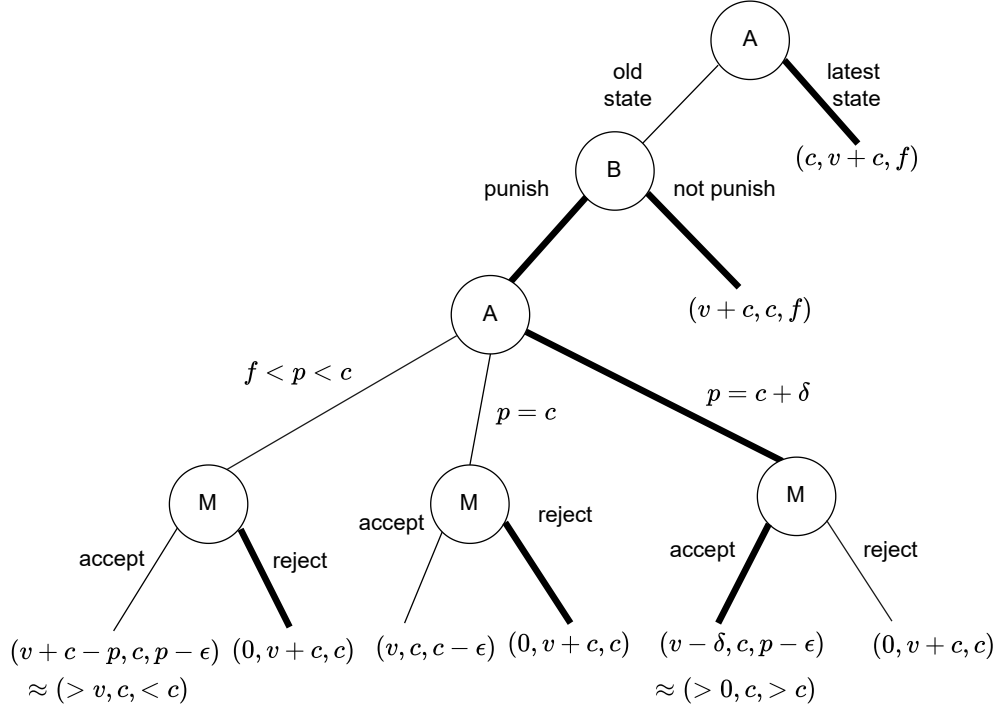 A
old
state
latest
state
(c, v + c, f)
B
punish
not punish
(v + c, c, f)
A
f < p < c
p = c
p = c + δ
M
M
M
accept
reject
accept
reject
accept
reject
(v + c − p, c, p − ϵ)
(0, v + c, c)
(v, c, c − ϵ)
(0, v + c, c)
(v − δ, c, p − ϵ)
(0, v + c, c)
≈ (> v, c, < c)
≈ (> 0, c, > c)